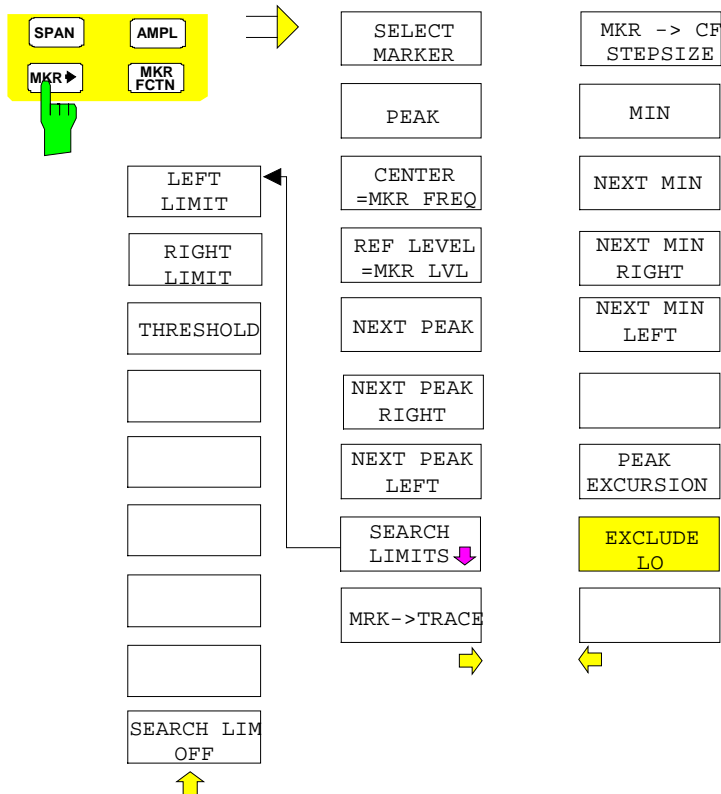 SPAN
AMPL
MKR
MKR
FCTN
SELECT
MARKER
PEAK
CENTER
=MKR FREQ
REF LEVEL
=MKR LVL
NEXT PEAK
NEXT PEAK
RIGHT
NEXT PEAK
LEFT
SEARCH
LIMITS
MRK->TRACE
MKR -> CF
STEPSIZE
MIN
NEXT MIN
NEXT MIN
RIGHT
NEXT MIN
LEFT
PEAK
EXCURSION
EXCLUDE
LO
LEFT
LIMIT
RIGHT
LIMIT
THRESHOLD
SEARCH LIM
OFF